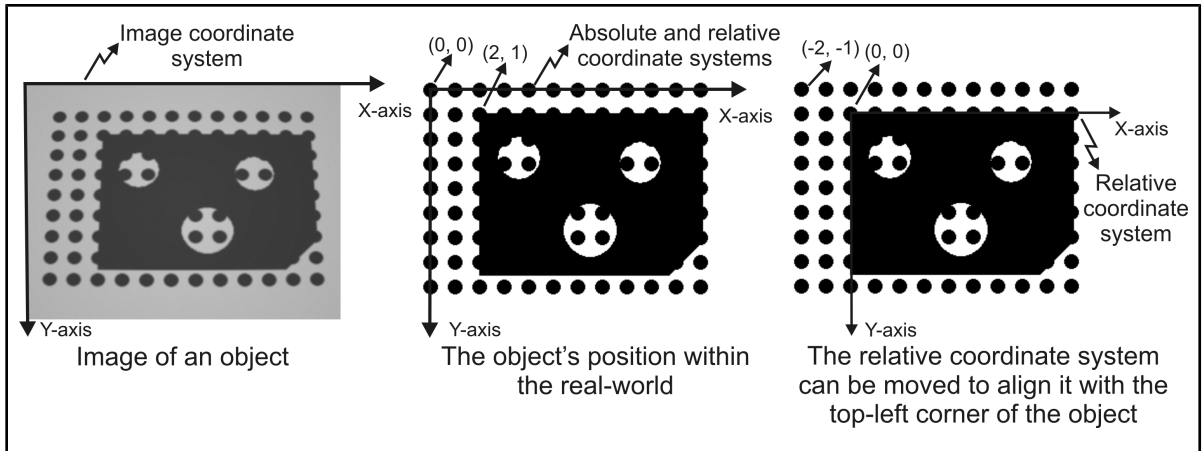 Image coordinate
system
X-axis
Y-axis
Image of an object
(0, 0)
(2, 1)
Absolute and relative
coordinate systems
X-axis
Y-axis
The object's position within
the real-world
(-2, -1)
(0, 0)
X-axis
Relative
coordinate
system
Y-axis
The relative coordinate system
can be moved to align it with the
top-left corner of the object